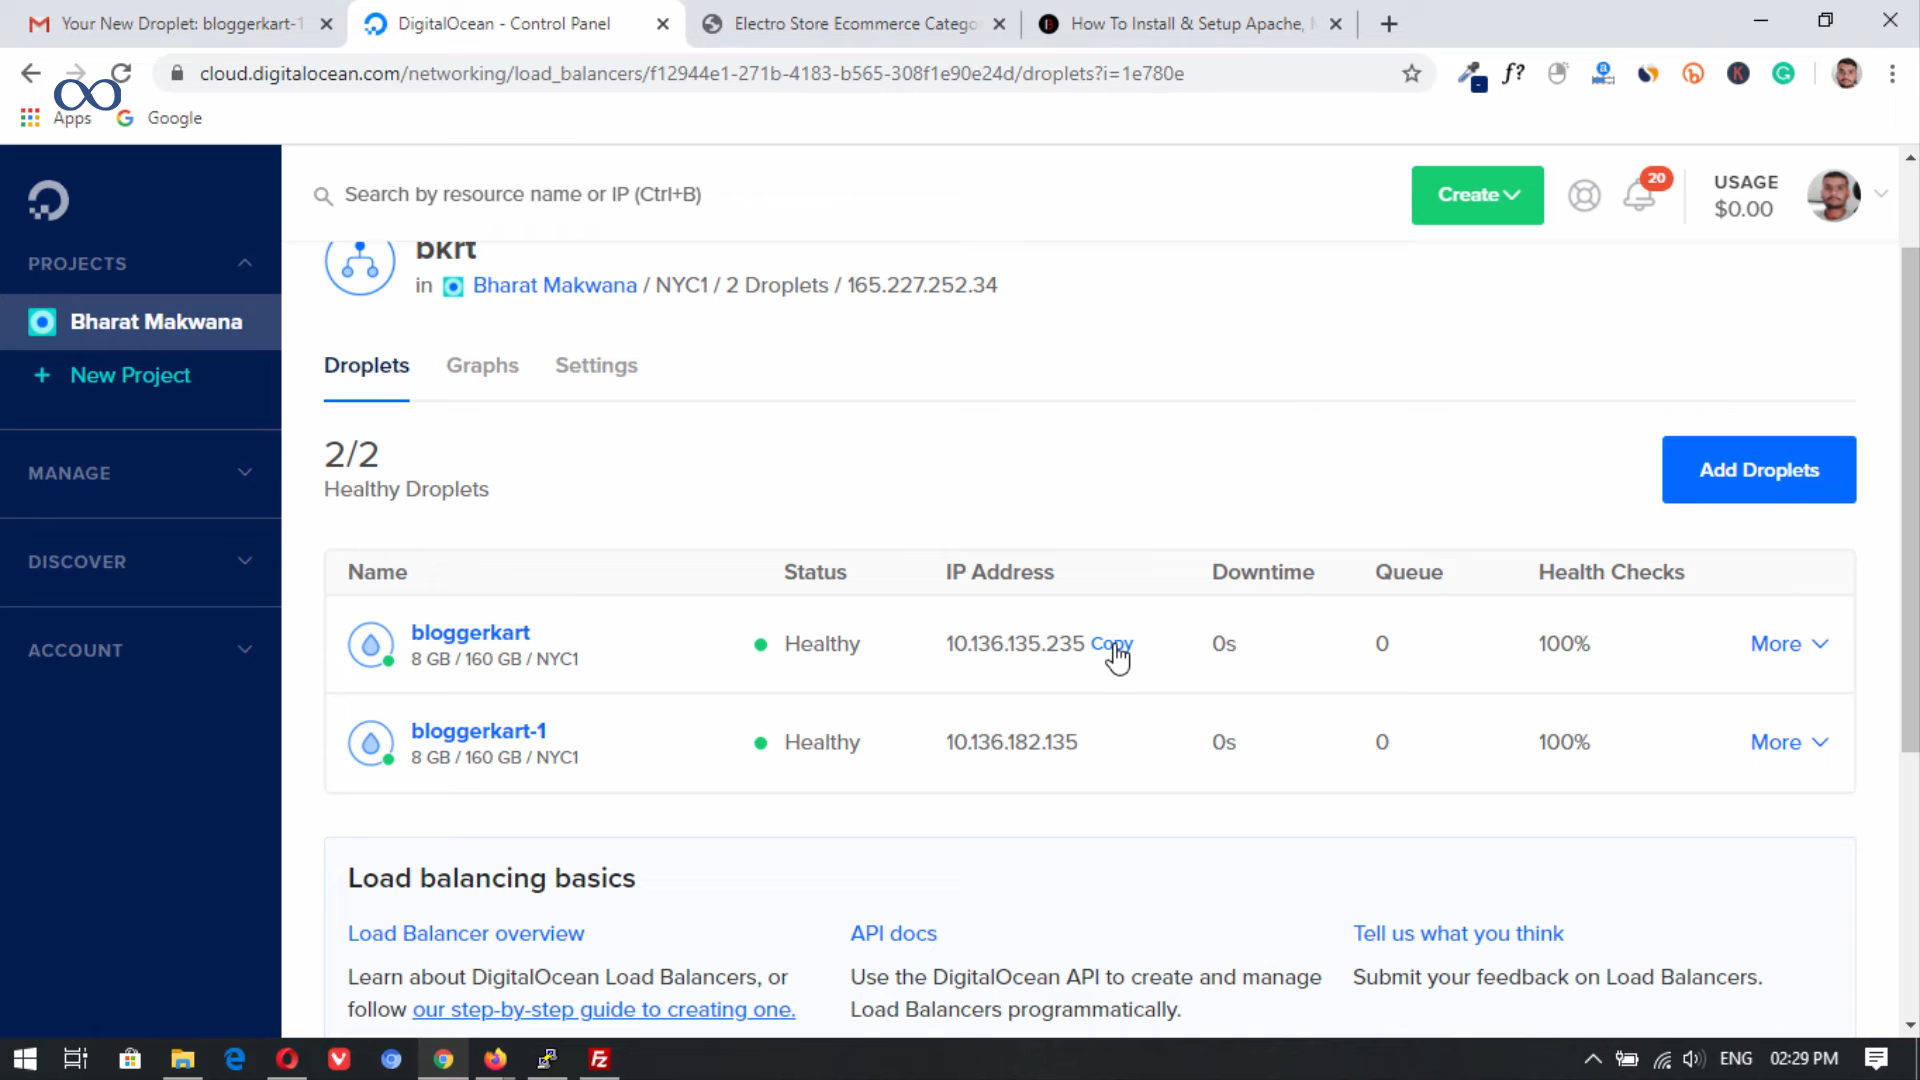 Your New Droplet: bloggerkart-1
DigitalOcean - Control Panel
Electro Store Ecommerce Catego
How To Install & Setup Apache,
cloud.digitalocean.com/networking/load_balancers/f12944e1-271b-4183-b565-308f1e90e24d/droplets?i=1e780e
f?
Apps
Google
Search by resource name or IP (Ctrl+B)
Create
20
USAGE
$0.00
PROJECTS
Bharat Makwana
+ New Project
MANAGE
DISCOVER
ACCOUNT
bkrt
in Bharat Makwana / NYC1 / 2 Droplets / 165.227.252.34
Droplets Graphs Settings
2/2
Healthy Droplets
Add Droplets
Name Status IP Address Downtime Queue Health Checks
bloggerkart
8 GB / 160 GB / NYC1
Healthy 10.136.135.235 Copy 0s 0 100% More
bloggerkart-1
8 GB / 160 GB / NYC1
Healthy 10.136.182.135 0s 0 100% More
Load balancing basics
Load Balancer overview
Learn about DigitalOcean Load Balancers, or
follow our step-by-step guide to creating one.
API docs
Use the DigitalOcean API to create and manage
Load Balancers programmatically.
Tell us what you think
Submit your feedback on Load Balancers.
ENG 02:29 PM